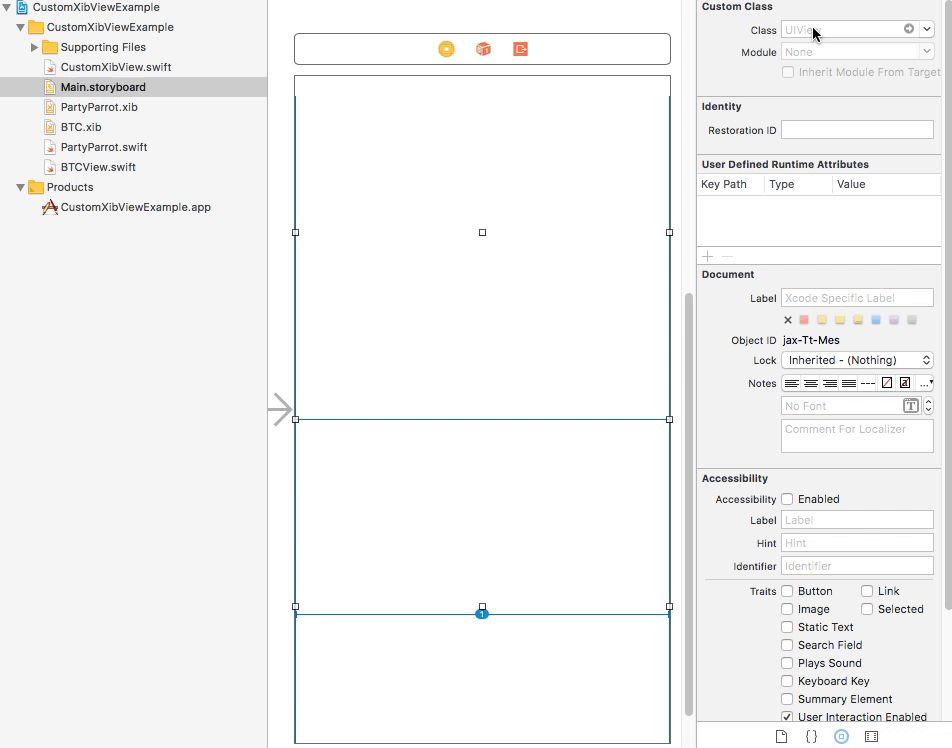 CustomXibViewExample
CustomXibViewExample
Supporting Files
CustomXibView.swift
Main.storyboard
PartyParrot.xib
BTC.xib
PartyParrot.swift
BTCView.swift
Products
CustomXibViewExample.app
1
Custom Class
Class UIView
Module None
Inherit Module From Target
Identity
Restoration ID
User Defined Runtime Attributes
Key Path Type Value
Document
Label Xcode Specific Label
Object ID jax-Tt-Mes
Lock Inherited - (Nothing)
Notes
No Font T
Comment For Localizer
Accessibility
Accessibility Enabled
Label Label
Hint Hint
Identifier Identifier
Traits Button Link
Image Selected
Static Text
Search Field
Plays Sound
Keyboard Key
Summary Element
User Interaction Enabled